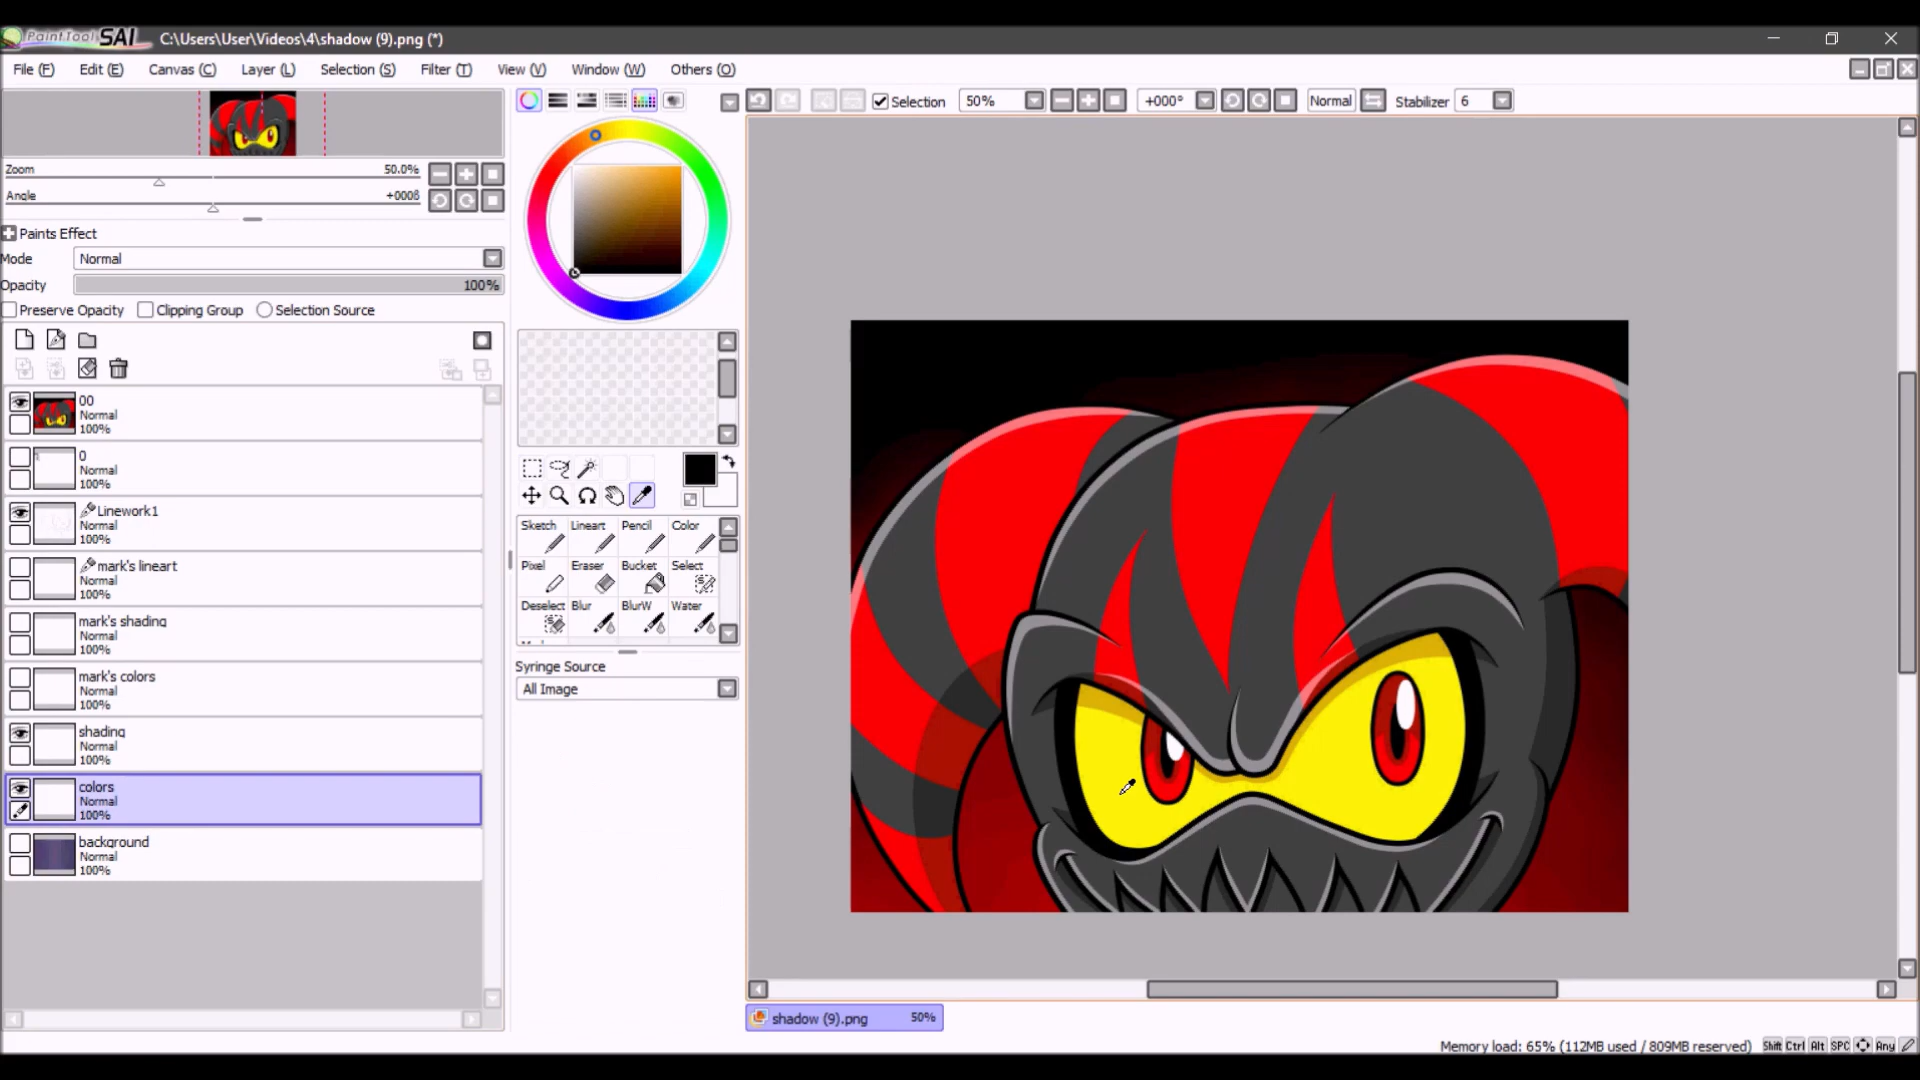 PaintTool SAI C:\Users\User\Videos\4\shadow (9).png (*)
File (F) Edit (E) Canvas (C) Layer (L) Selection (S) Filter (T) View (V) Window (W) Others (O)
Selection 50% +000° Normal Stabilizer 6
Zoom 50.0%
Angle +000ß
Paints Effect
Mode Normal
Opacity 100%
Preserve Opacity Clipping Group Selection Source
00
Normal
100%
0
Normal
100%
Linework1
Normal
100%
mark's lineart
Normal
100%
mark's shading
Normal
100%
mark's colors
Normal
100%
shading
Normal
100%
colors
Normal
100%
background
Normal
100%
Sketch Lineart Pencil Color
Pixel Eraser Bucket Select
Deselect Blur BlurW Water
Syringe Source
All Image
shadow (9).png 50%
Memory load: 65% (112MB used / 809MB reserved) Shift Ctrl Alt SPC Any